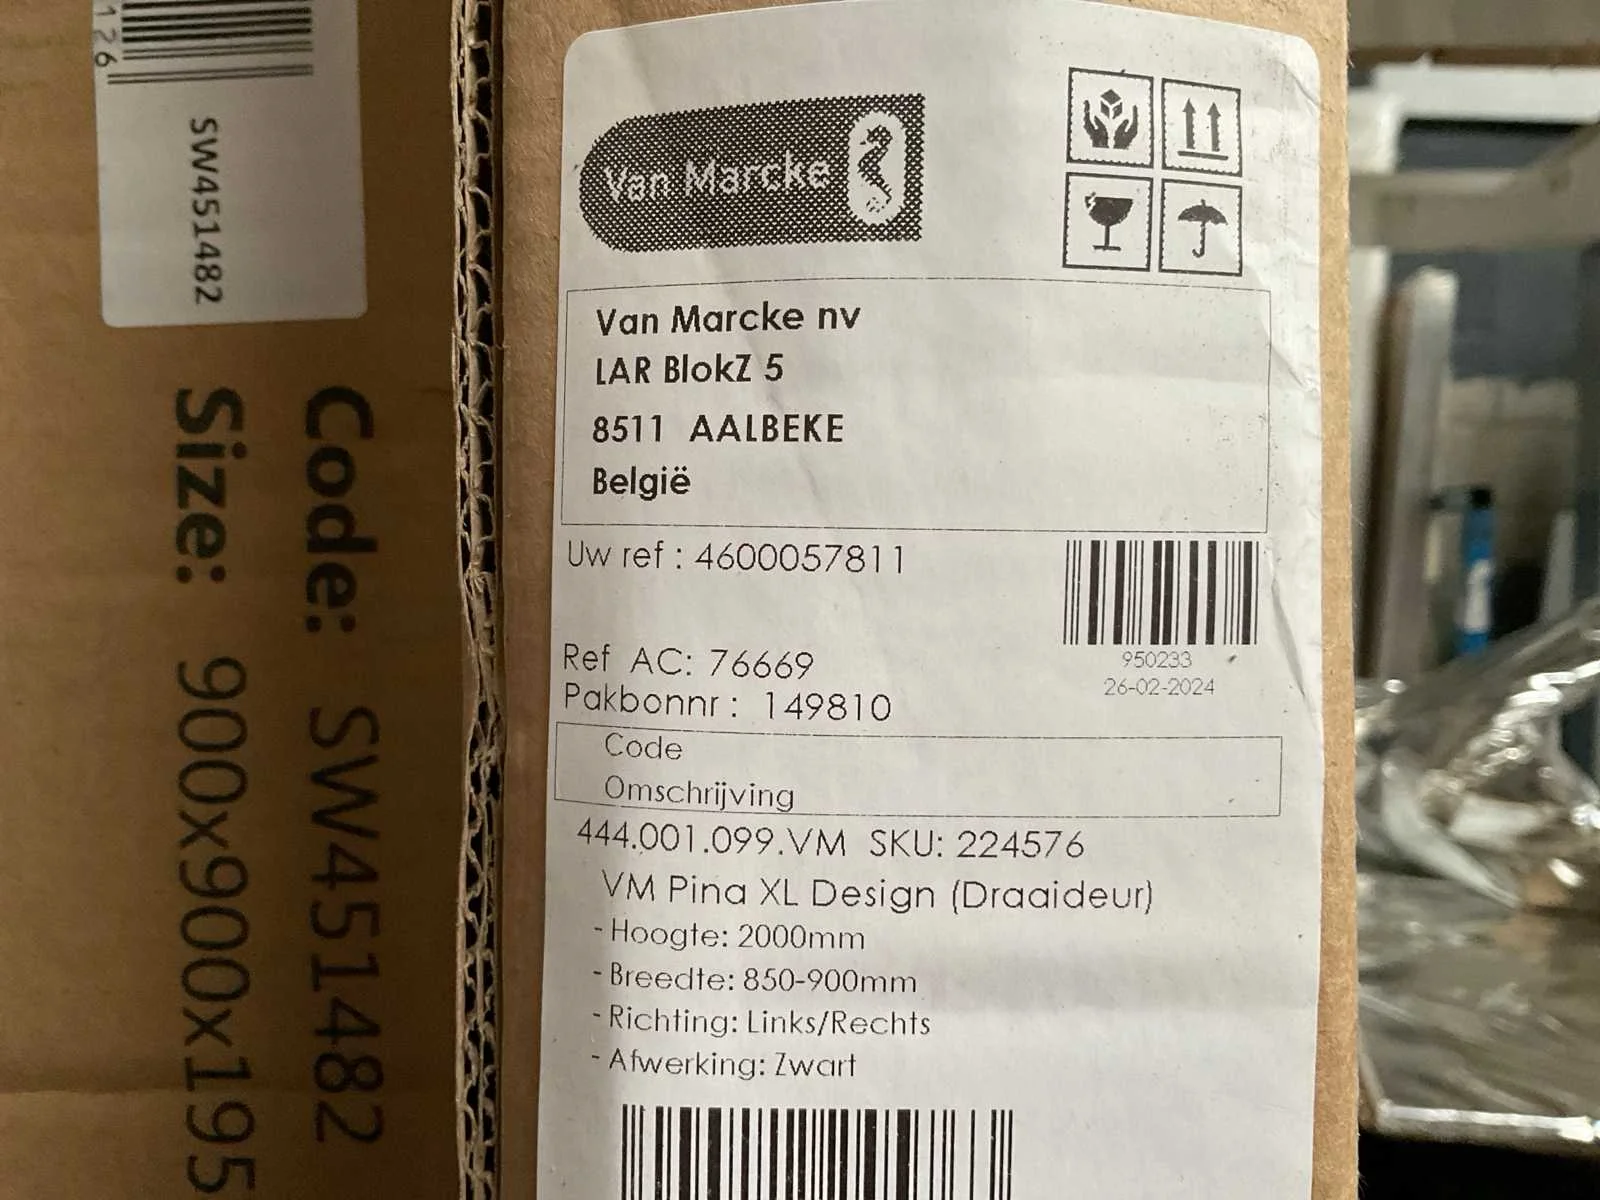 126
SW451482
Code: SW451482
Size: 900x900x195
Van Marcke
Van Marcke nv
LAR BlokZ 5
8511 AALBEKE
België
Uw ref : 4600057811
950233
26-02-2024
Ref AC: 76669
Pakbonnr : 149810
Code
Omschrijving
444.001.099.VM SKU: 224576
VM Pina XL Design (Draaideur)
- Hoogte: 2000mm
- Breedte: 850-900mm
- Richting: Links/Rechts
- Afwerking: Zwart